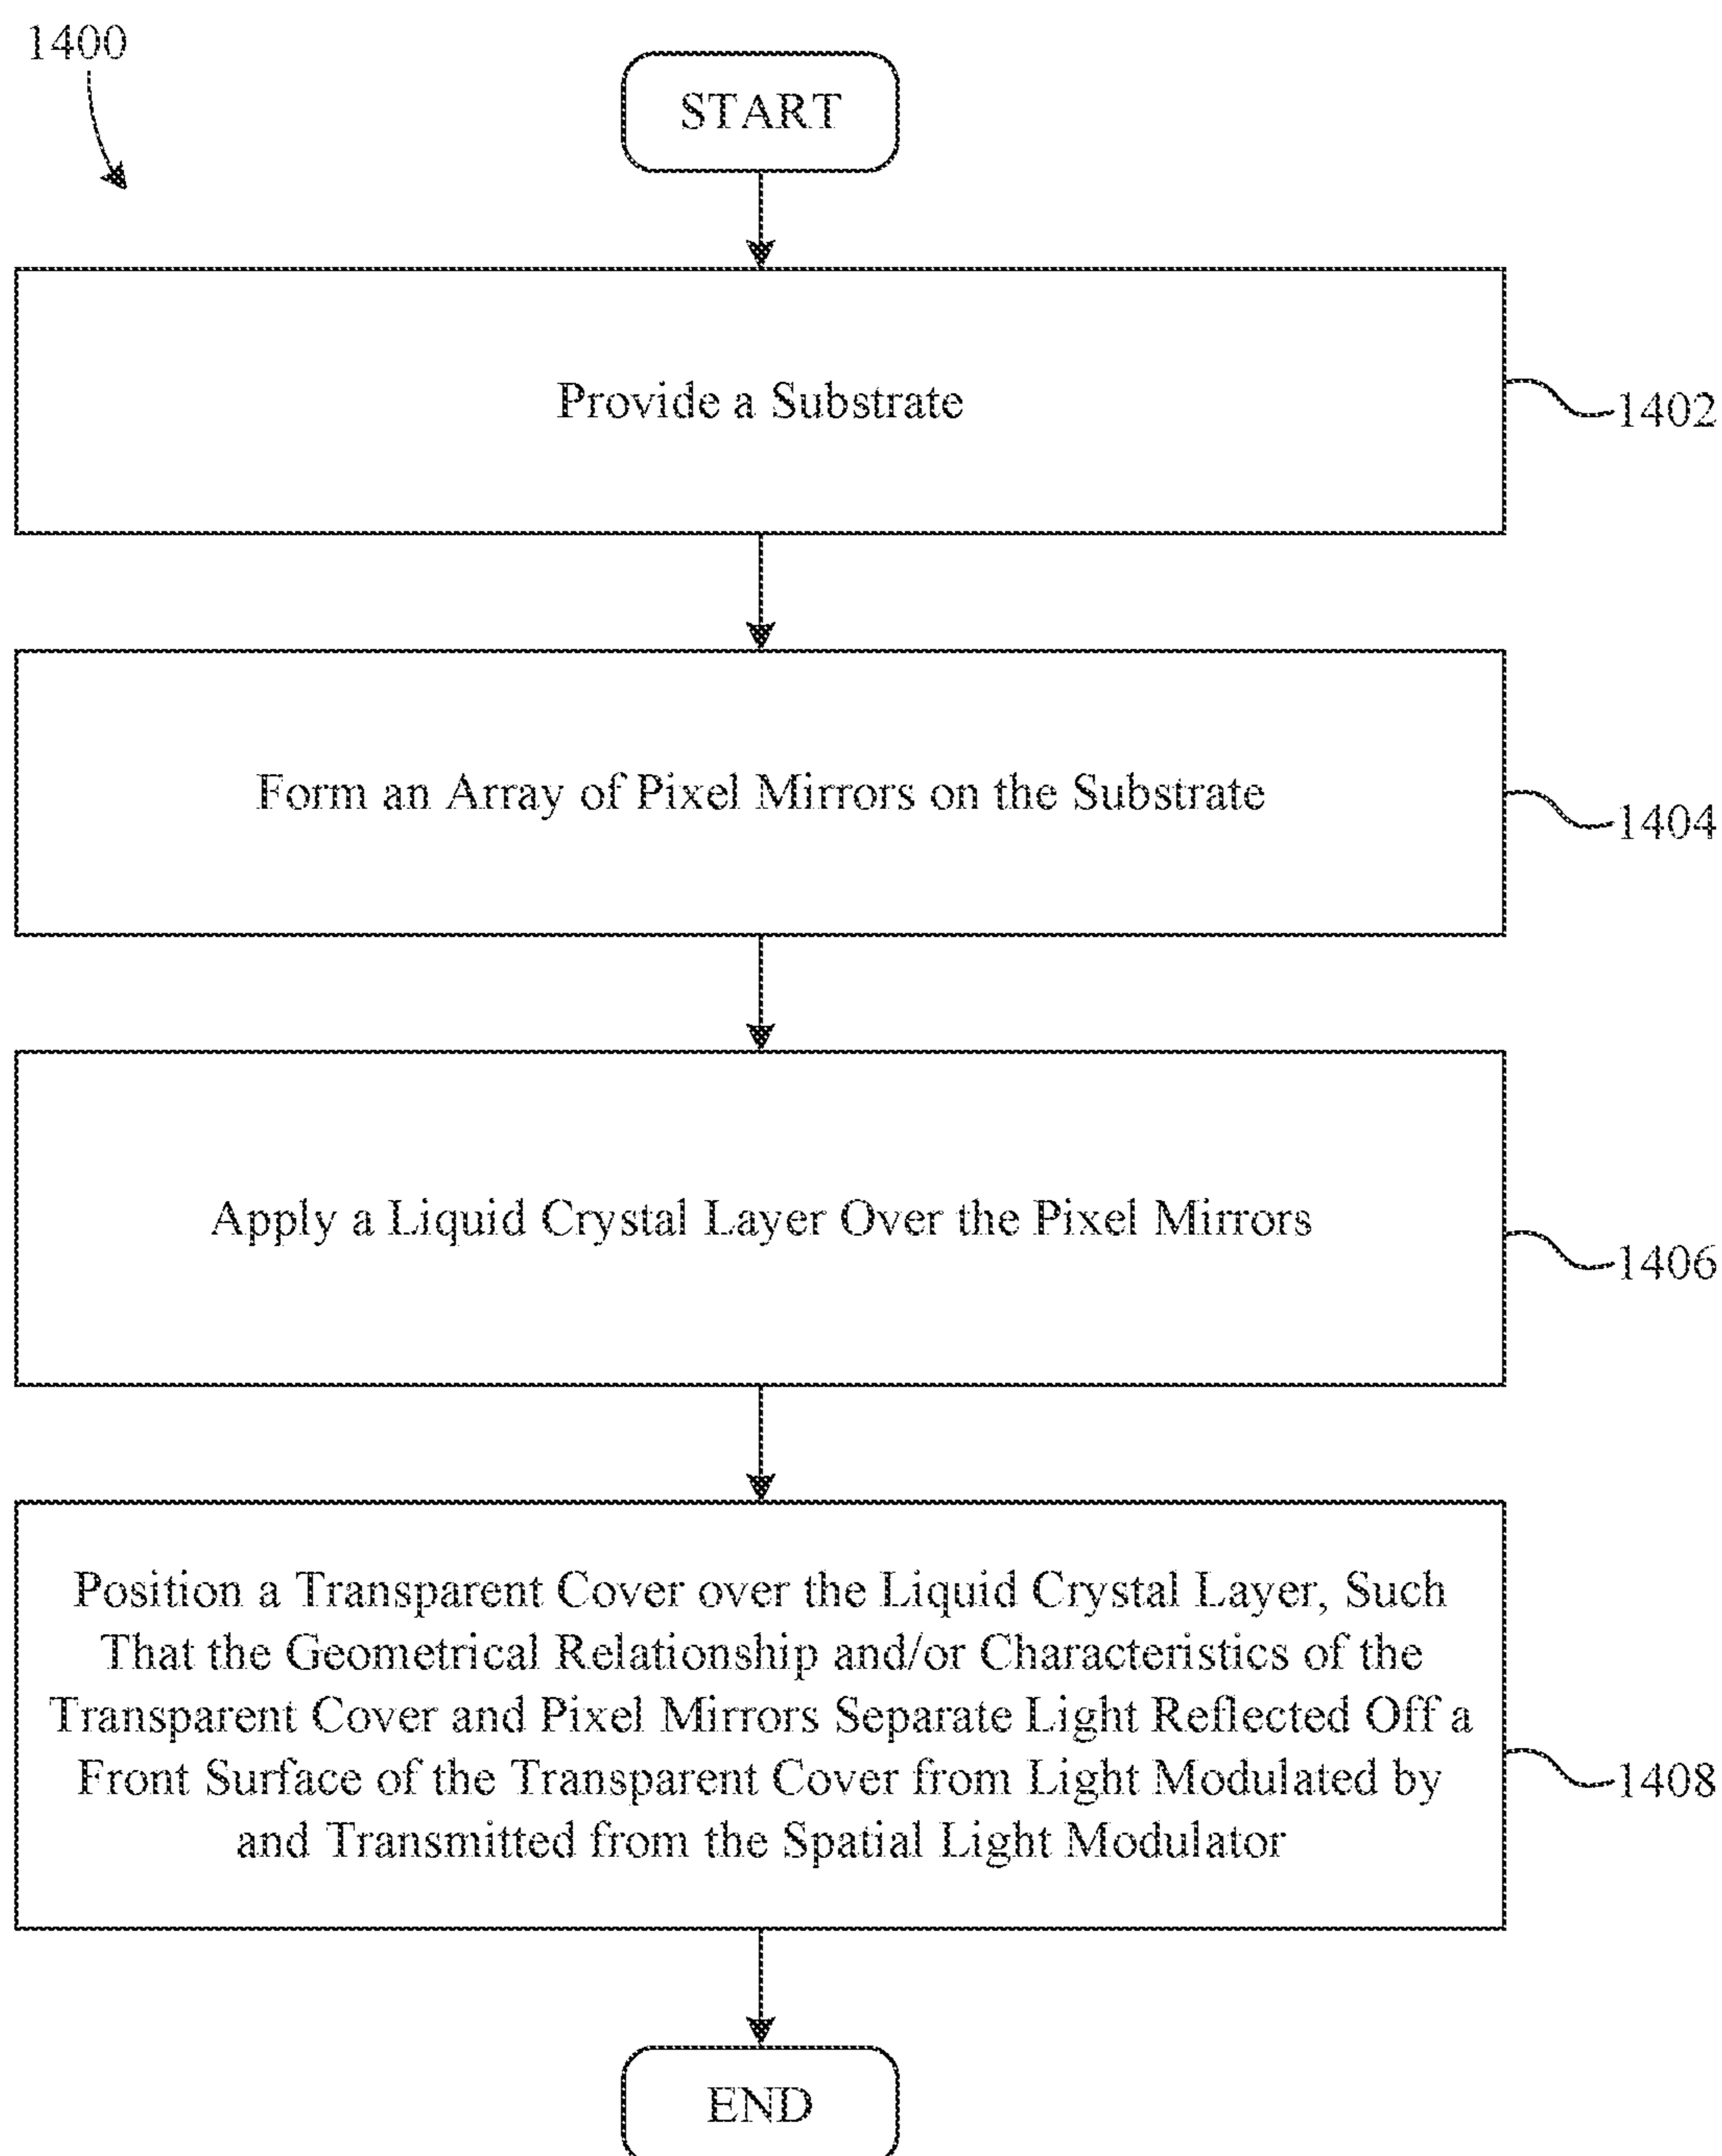 1400
START
Provide a Substrate
1402
Form an Array of Pixel Mirrors on the Substrate
1404
Apply a Liquid Crystal Layer Over the Pixel Mirrors
1406
Position a Transparent Cover over the Liquid Crystal Layer, Such
That the Geometrical Relationship and/or Characteristics of the
Transparent Cover and Pixel Mirrors Separate Light Reflected Off a
Front Surface of the Transparent Cover from Light Modulated by
and Transmitted from the Spatial Light Modulator
1408
END